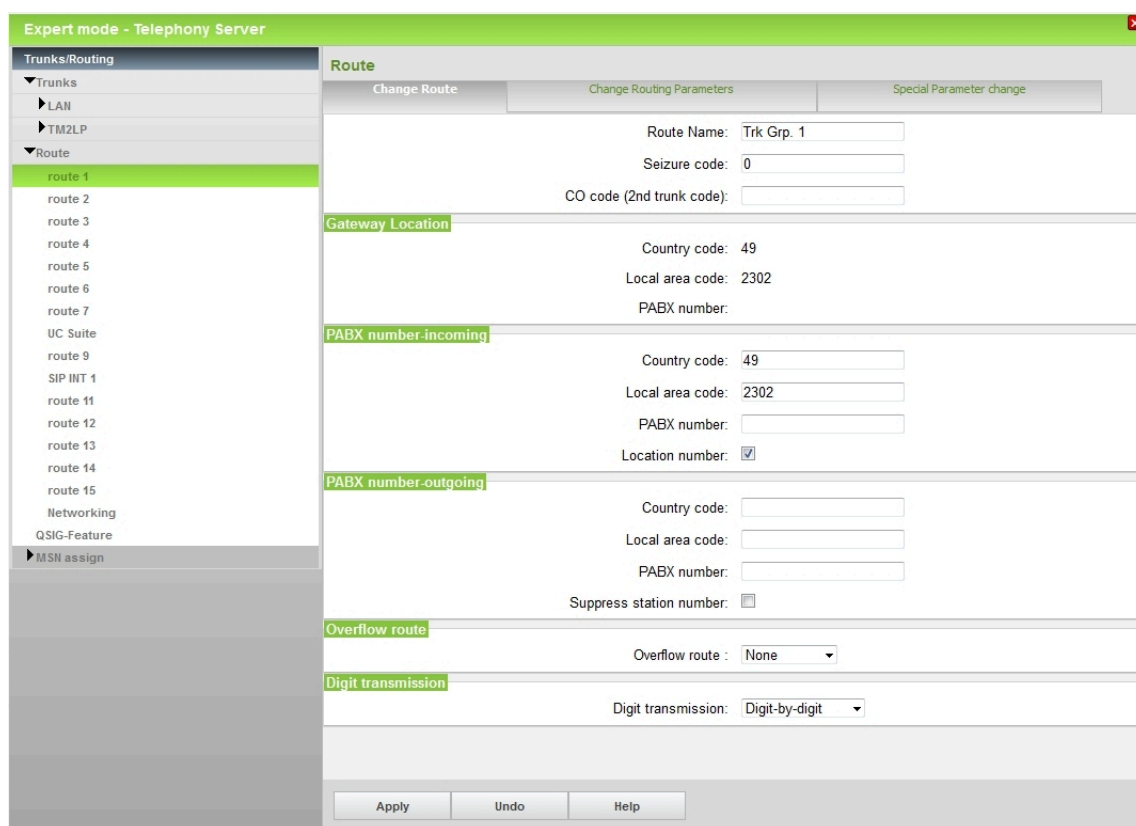 Expert mode - Telephony Server
Trunks/Routing
Trunks
LAN
TM2LP
Route
route 1
route 2
route 3
route 4
route 5
route 6
route 7
UC Suite
route 9
SIP INT 1
route 11
route 12
route 13
route 14
route 15
Networking
QSIG-Feature
MSN assign
Route
Change Route Change Routing Parameters Special Parameter change
Route Name: Trk Grp. 1
Seizure code: 0
CO code (2nd trunk code):
Gateway Location
Country code: 49
Local area code: 2302
PABX number:
PABX number-incoming
Country code: 49
Local area code: 2302
PABX number:
Location number:
PABX number-outgoing
Country code:
Local area code:
PABX number:
Suppress station number:
Overflow route
Overflow route : None
Digit transmission
Digit transmission: Digit-by-digit
Apply Undo Help